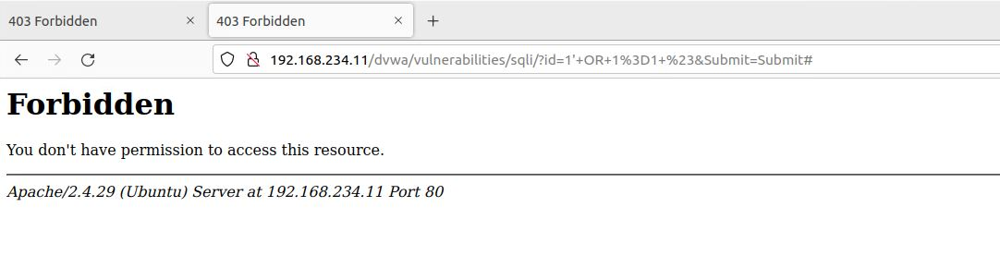 403 Forbidden
403 Forbidden
192.168.234.11/dvwa/vulnerabilities/sqli/?id=1'+OR+1%3D1+%23&Submit=Submit#
Forbidden
You don't have permission to access this resource.
Apache/2.4.29 (Ubuntu) Server at 192.168.234.11 Port 80